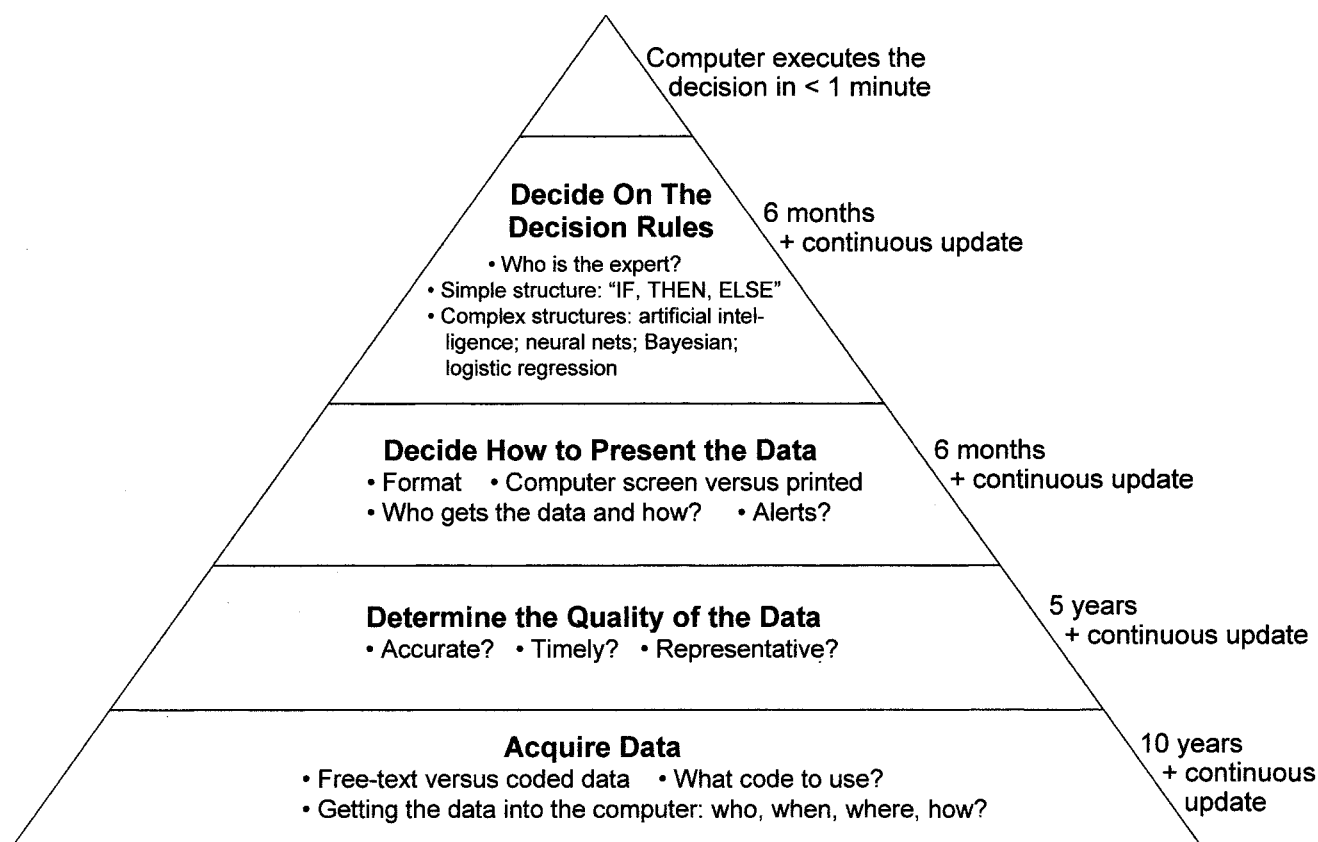 Computer executes the
decision in < 1 minute
Decide On The
Decision Rules
• Who is the expert?
• Simple structure: “IF, THEN, ELSE”
• Complex structures: artificial intel-
ligence; neural nets; Bayesian;
logistic regression
6 months
+ continuous update
Decide How to Present the Data
• Format • Computer screen versus printed
• Who gets the data and how? • Alerts?
6 months
+ continuous update
Determine the Quality of the Data
• Accurate? • Timely? • Representative?
5 years
+ continuous update
Acquire Data
• Free-text versus coded data • What code to use?
• Getting the data into the computer: who, when, where, how?
10 years
+ continuous
update